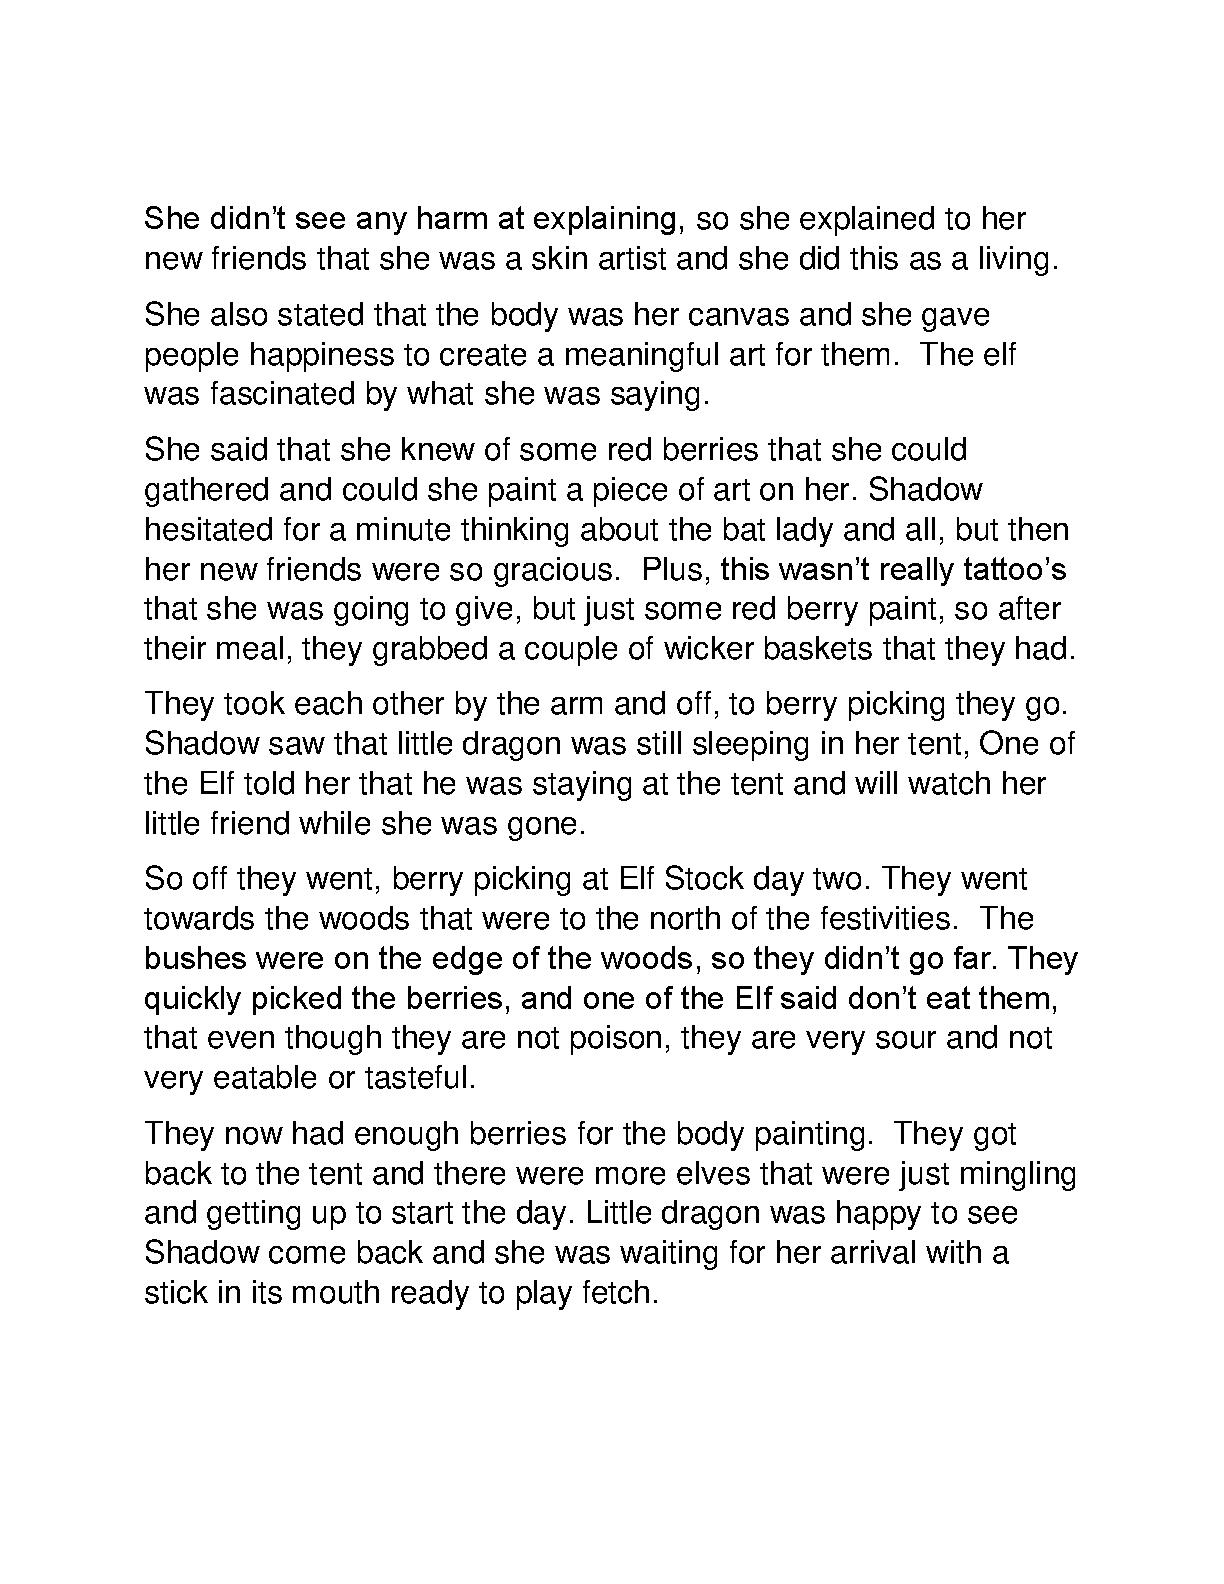 She didn’t see any harm at explaining, so she explained to her
new friends that she was a skin artist and she did this as a living.
She also stated that the body was her canvas and she gave
people happiness to create a meaningful art for them.  The elf
was fascinated by what she was saying.
She said that she knew of some red berries that she could
gathered and could she paint a piece of art on her. Shadow
hesitated for a minute thinking about the bat lady and all, but then
her new friends were so gracious.  Plus, this wasn’t really tattoo’s
that she was going to give, but just some red berry paint, so after
their meal, they grabbed a couple of wicker baskets that they had.
They took each other by the arm and off, to berry picking they go.
Shadow saw that little dragon was still sleeping in her tent, One of
the Elf told her that he was staying at the tent and will watch her
little friend while she was gone.
So off they went, berry picking at Elf Stock day two. They went
towards the woods that were to the north of the festivities.  The
bushes were on the edge of the woods, so they didn’t go far. They
quickly picked the berries, and one of the Elf said don’t eat them,
that even though they are not poison, they are very sour and not
very eatable or tasteful.
They now had enough berries for the body painting.  They got
back to the tent and there were more elves that were just mingling
and getting up to start the day. Little dragon was happy to see
Shadow come back and she was waiting for her arrival with a
stick in its mouth ready to play fetch.